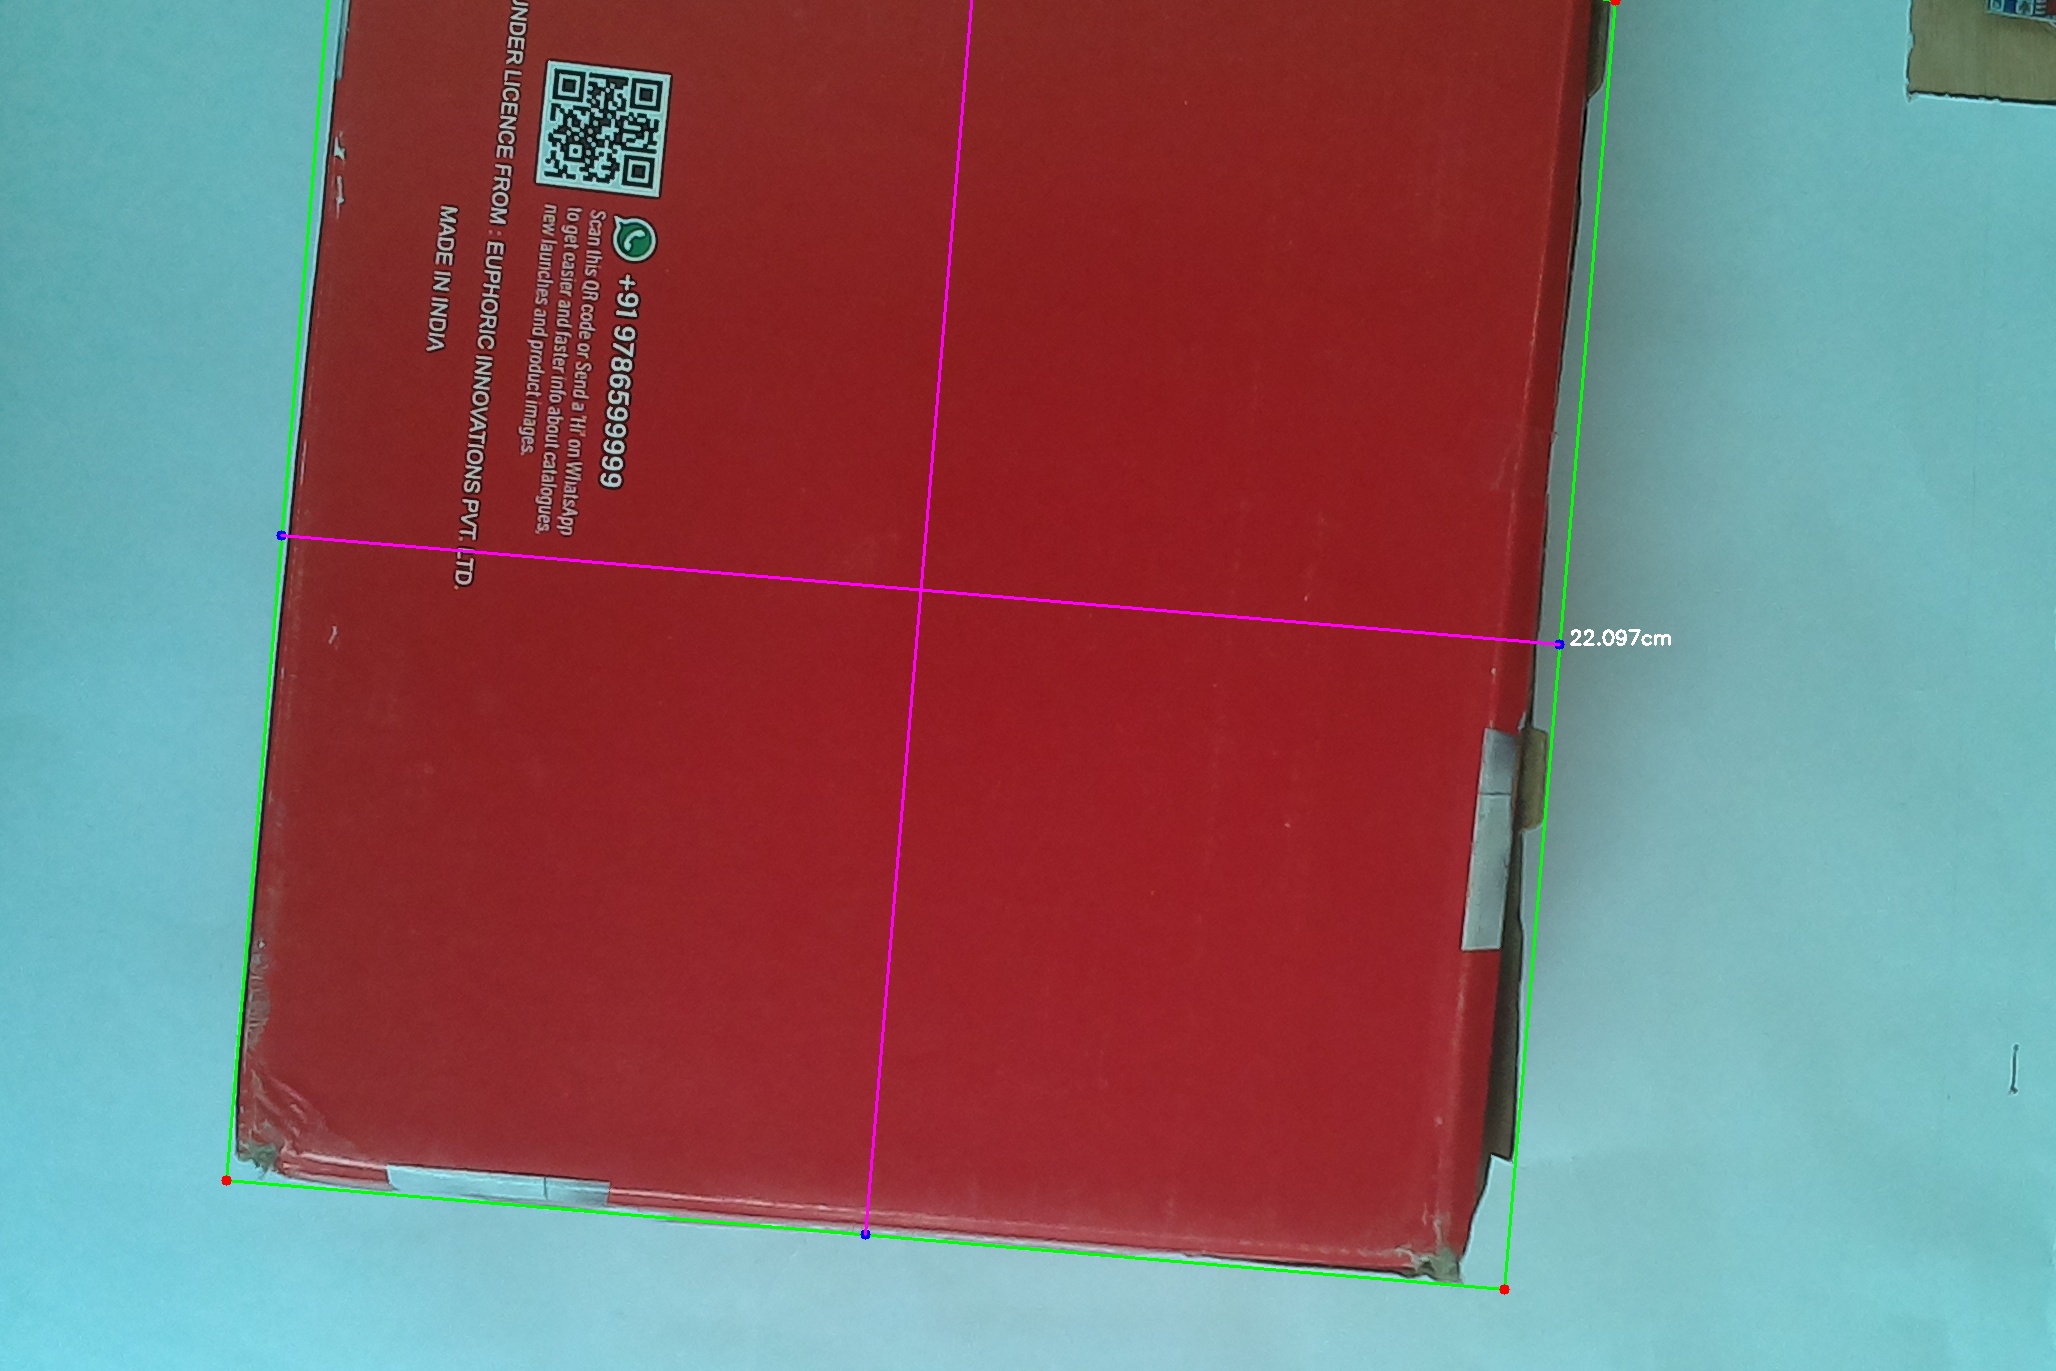 +91 9786599999
Scan this QR code or Send a 'Hi' on WhatsApp
to get easier and faster info about catalogues,
new launches and product images.
UNDER LICENCE FROM : EUPHORIC INNOVATIONS PVT. LTD.
MADE IN INDIA
22.097cm